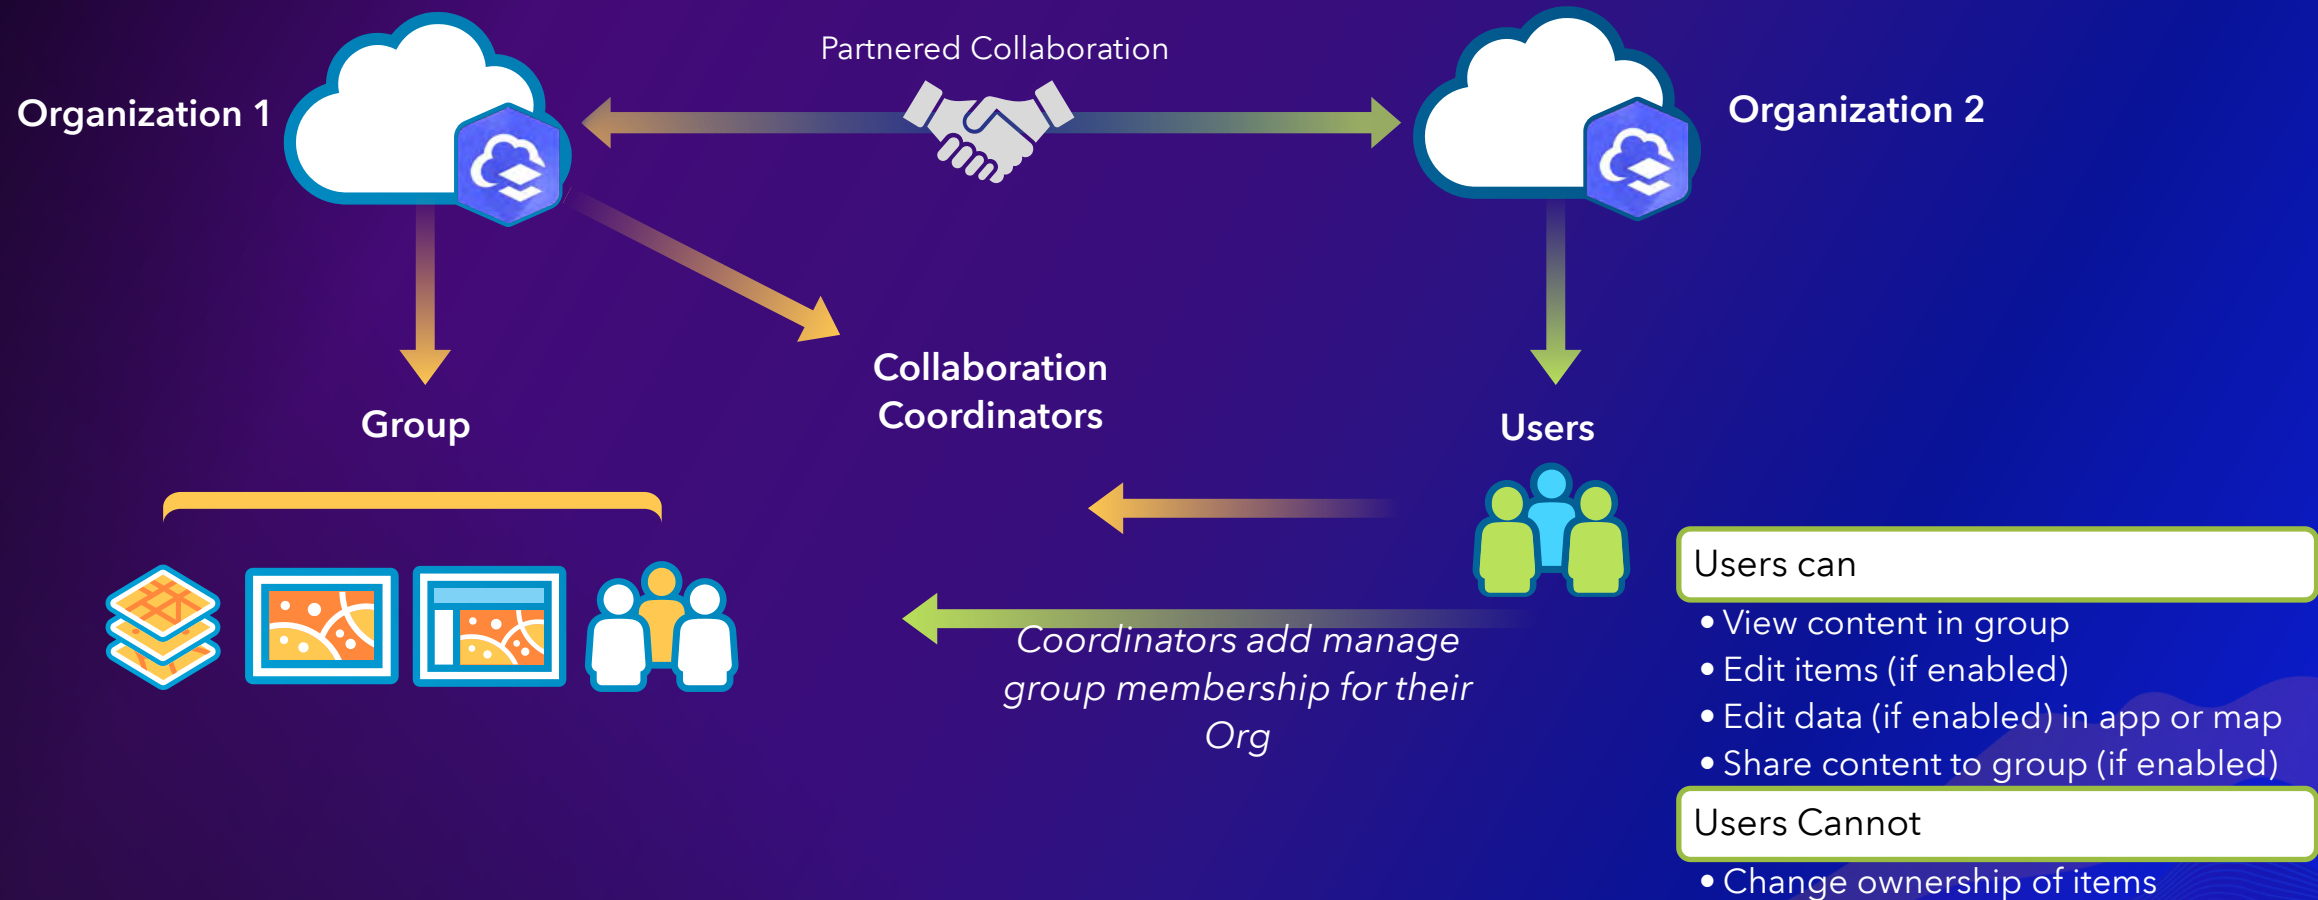 Partnered Collaboration
Organization 1
Organization 2
Collaboration
Coordinators
Group
Users
Coordinators add manage
group membership for their
Org
Users can
• View content in group
• Edit items (if enabled)
• Edit data (if enabled) in app or map
• Share content to group (if enabled)
Users Cannot
• Change ownership of items